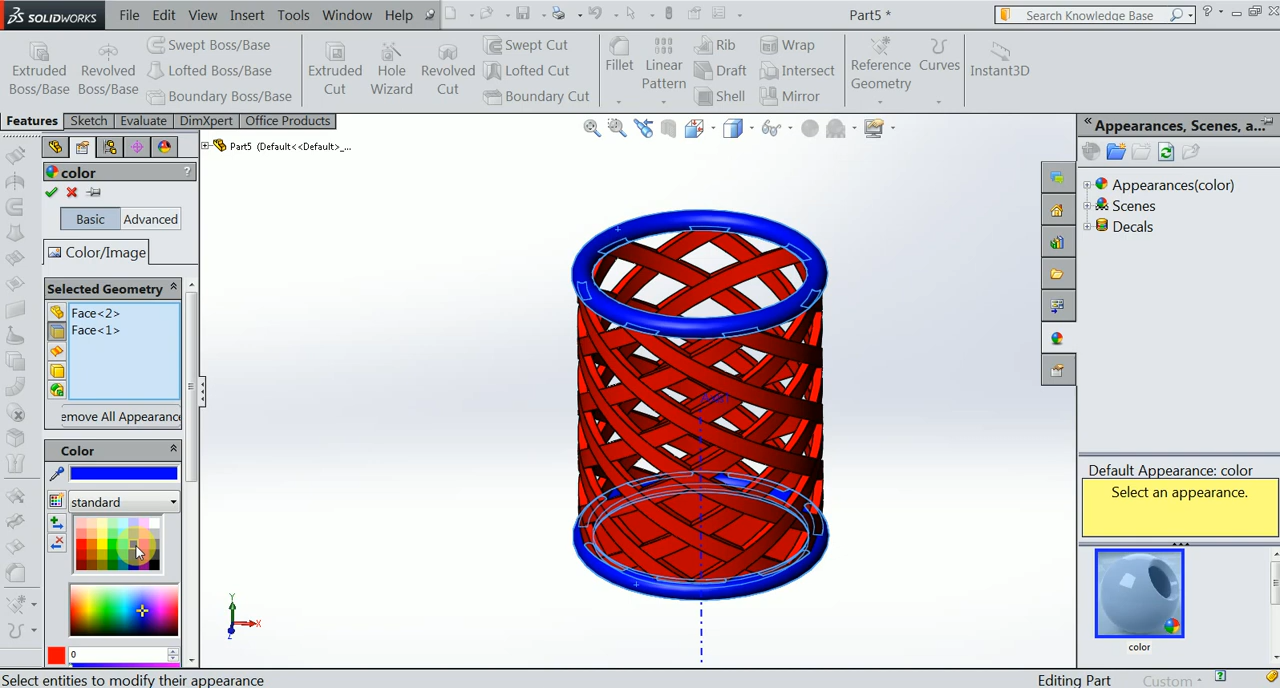 SOLIDWORKS File Edit View Insert Tools Window Help Part5 * Search Knowledge Base ?
Extruded Boss/Base
Revolved Boss/Base
Swept Boss/Base
Lofted Boss/Base
Boundary Boss/Base
Extruded Cut
Hole Wizard
Revolved Cut
Swept Cut
Lofted Cut
Boundary Cut
Fillet
Linear Pattern
Rib
Draft
Shell
Wrap
Intersect
Mirror
Reference Geometry
Curves
Instant3D
Features Sketch Evaluate DimXpert Office Products
Part5 (Default<<Default>_...
color ?
Basic Advanced
Color/Image
Selected Geometry
Face<2>
Face<1>
emove All Appearance
Color
standard
0
Y
X
Z
Appearances, Scenes, a...
Appearances(color)
Scenes
Decals
Default Appearance: color
Select an appearance.
color
Select entities to modify their appearance Editing Part Custom ?